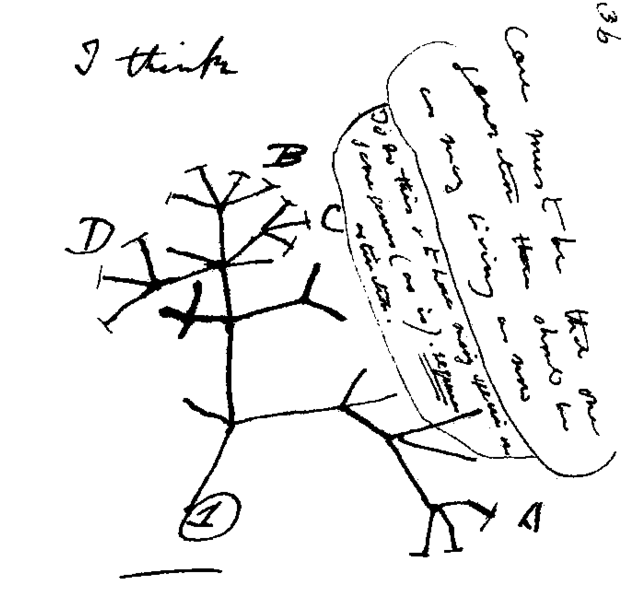 36
I think
Case must be that one
generation then should be
as many living as now
To do this & to have many species in
same genus (as is). requires
extinction.
B
C
D
A
1